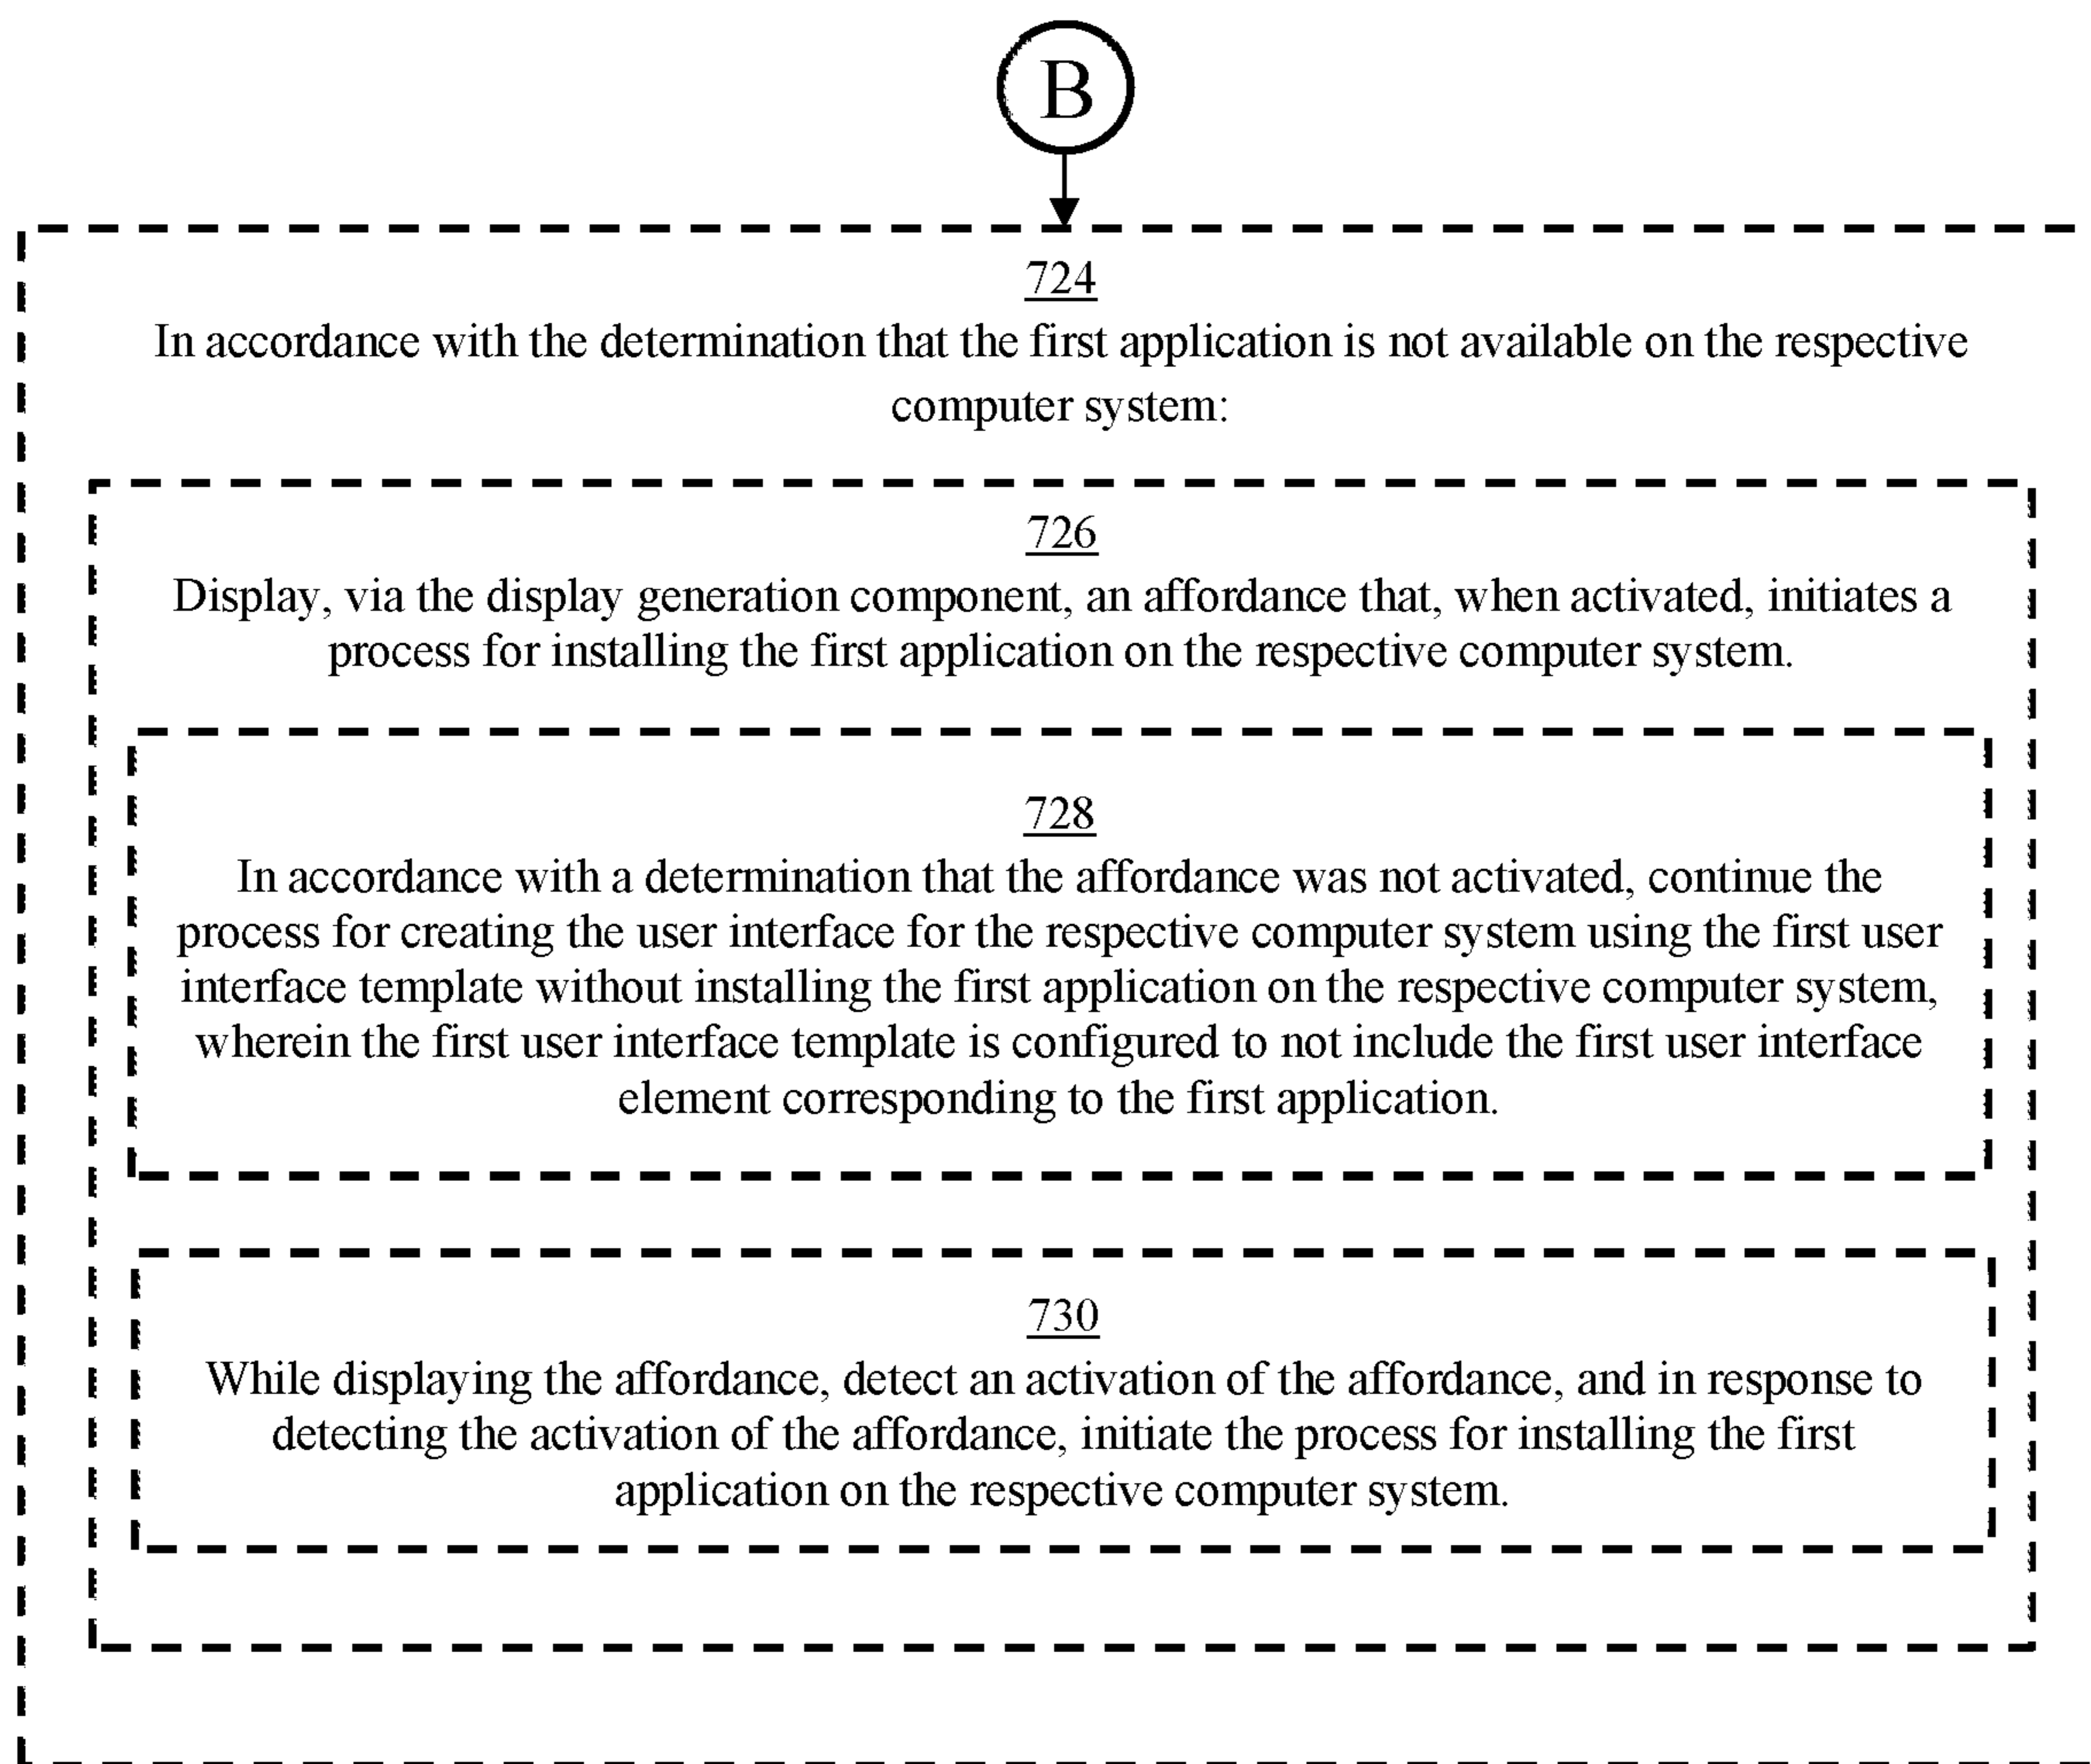 B
724
In accordance with the determination that the first application is not available on the respective
computer system:
726
Display, via the display generation component, an affordance that, when activated, initiates a
process for installing the first application on the respective computer system.
728
In accordance with a determination that the affordance was not activated, continue the
process for creating the user interface for the respective computer system using the first user
interface template without installing the first application on the respective computer system,
wherein the first user interface template is configured to not include the first user interface
element corresponding to the first application.
730
While displaying the affordance, detect an activation of the affordance, and in response to
detecting the activation of the affordance, initiate the process for installing the first
application on the respective computer system.